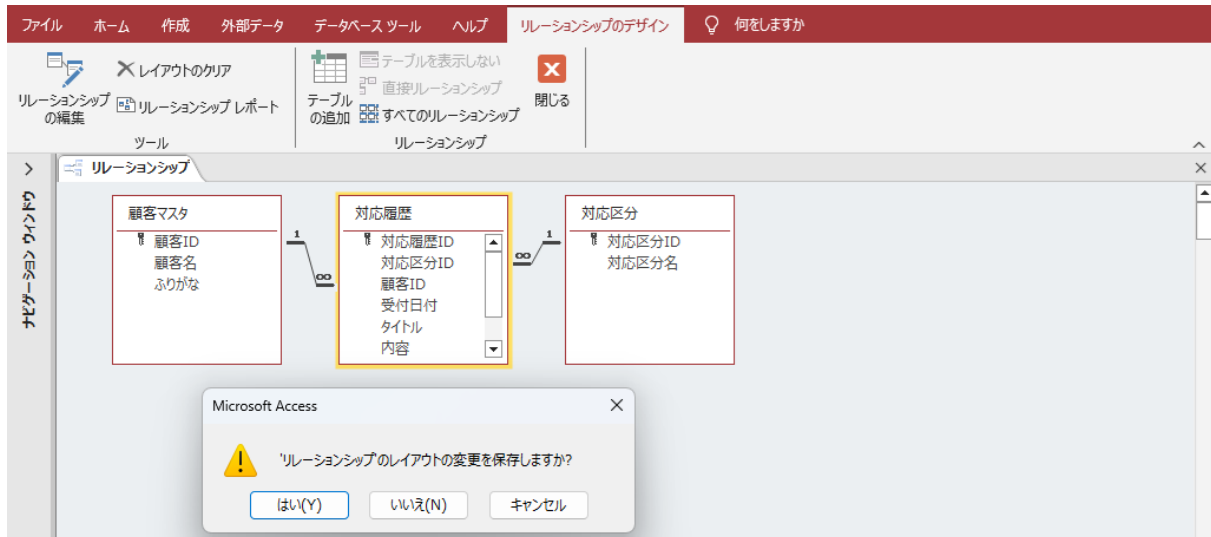 ファイル ホーム 作成 外部データ データベース ツール ヘルプ リレーションシップのデザイン 何をしますか
リレーションシップ
の編集
レイアウトのクリア
リレーションシップ レポート
ツール
テーブル
の追加
テーブルを表示しない
直接リレーションシップ
すべてのリレーションシップ
閉じる
リレーションシップ
リレーションシップ
ナビゲーション ウィンドウ
顧客マスタ
顧客ID
顧客名
ふりがな
1
∞
対応履歴
対応履歴ID
対応区分ID
顧客ID
受付日付
タイトル
内容
∞
1
対応区分
対応区分ID
対応区分名
Microsoft Access
'リレーションシップ'のレイアウトの変更を保存しますか?
はい(Y) いいえ(N) キャンセル